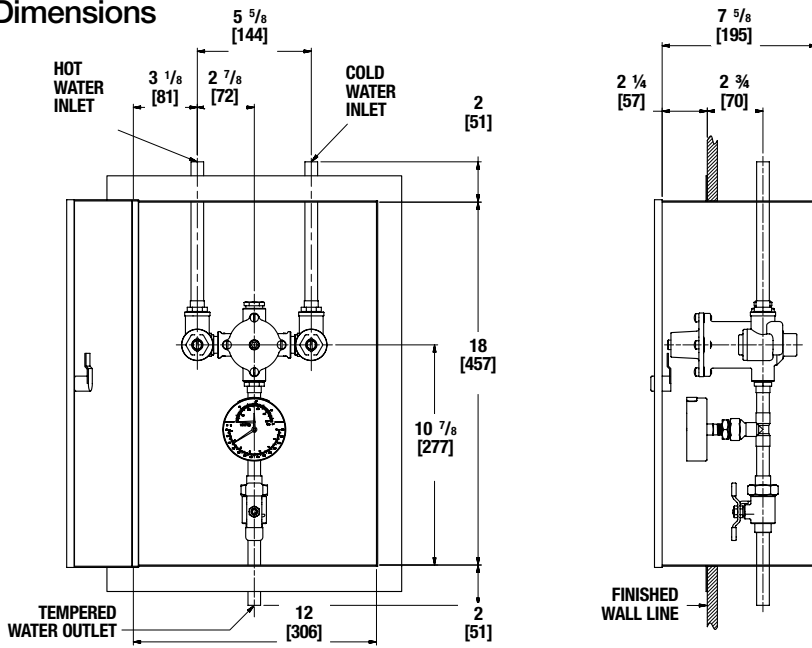 Dimensions
5 5/8
[144]
HOT
WATER
INLET
3 1/8
[81]
2 7/8
[72]
COLD
WATER
INLET
2
[51]
18
[457]
10 7/8
[277]
TEMPERED
WATER OUTLET
12
[306]
2
[51]
7 5/8
[195]
2 ¼
[57]
2 ¾
[70]
FINISHED
WALL LINE